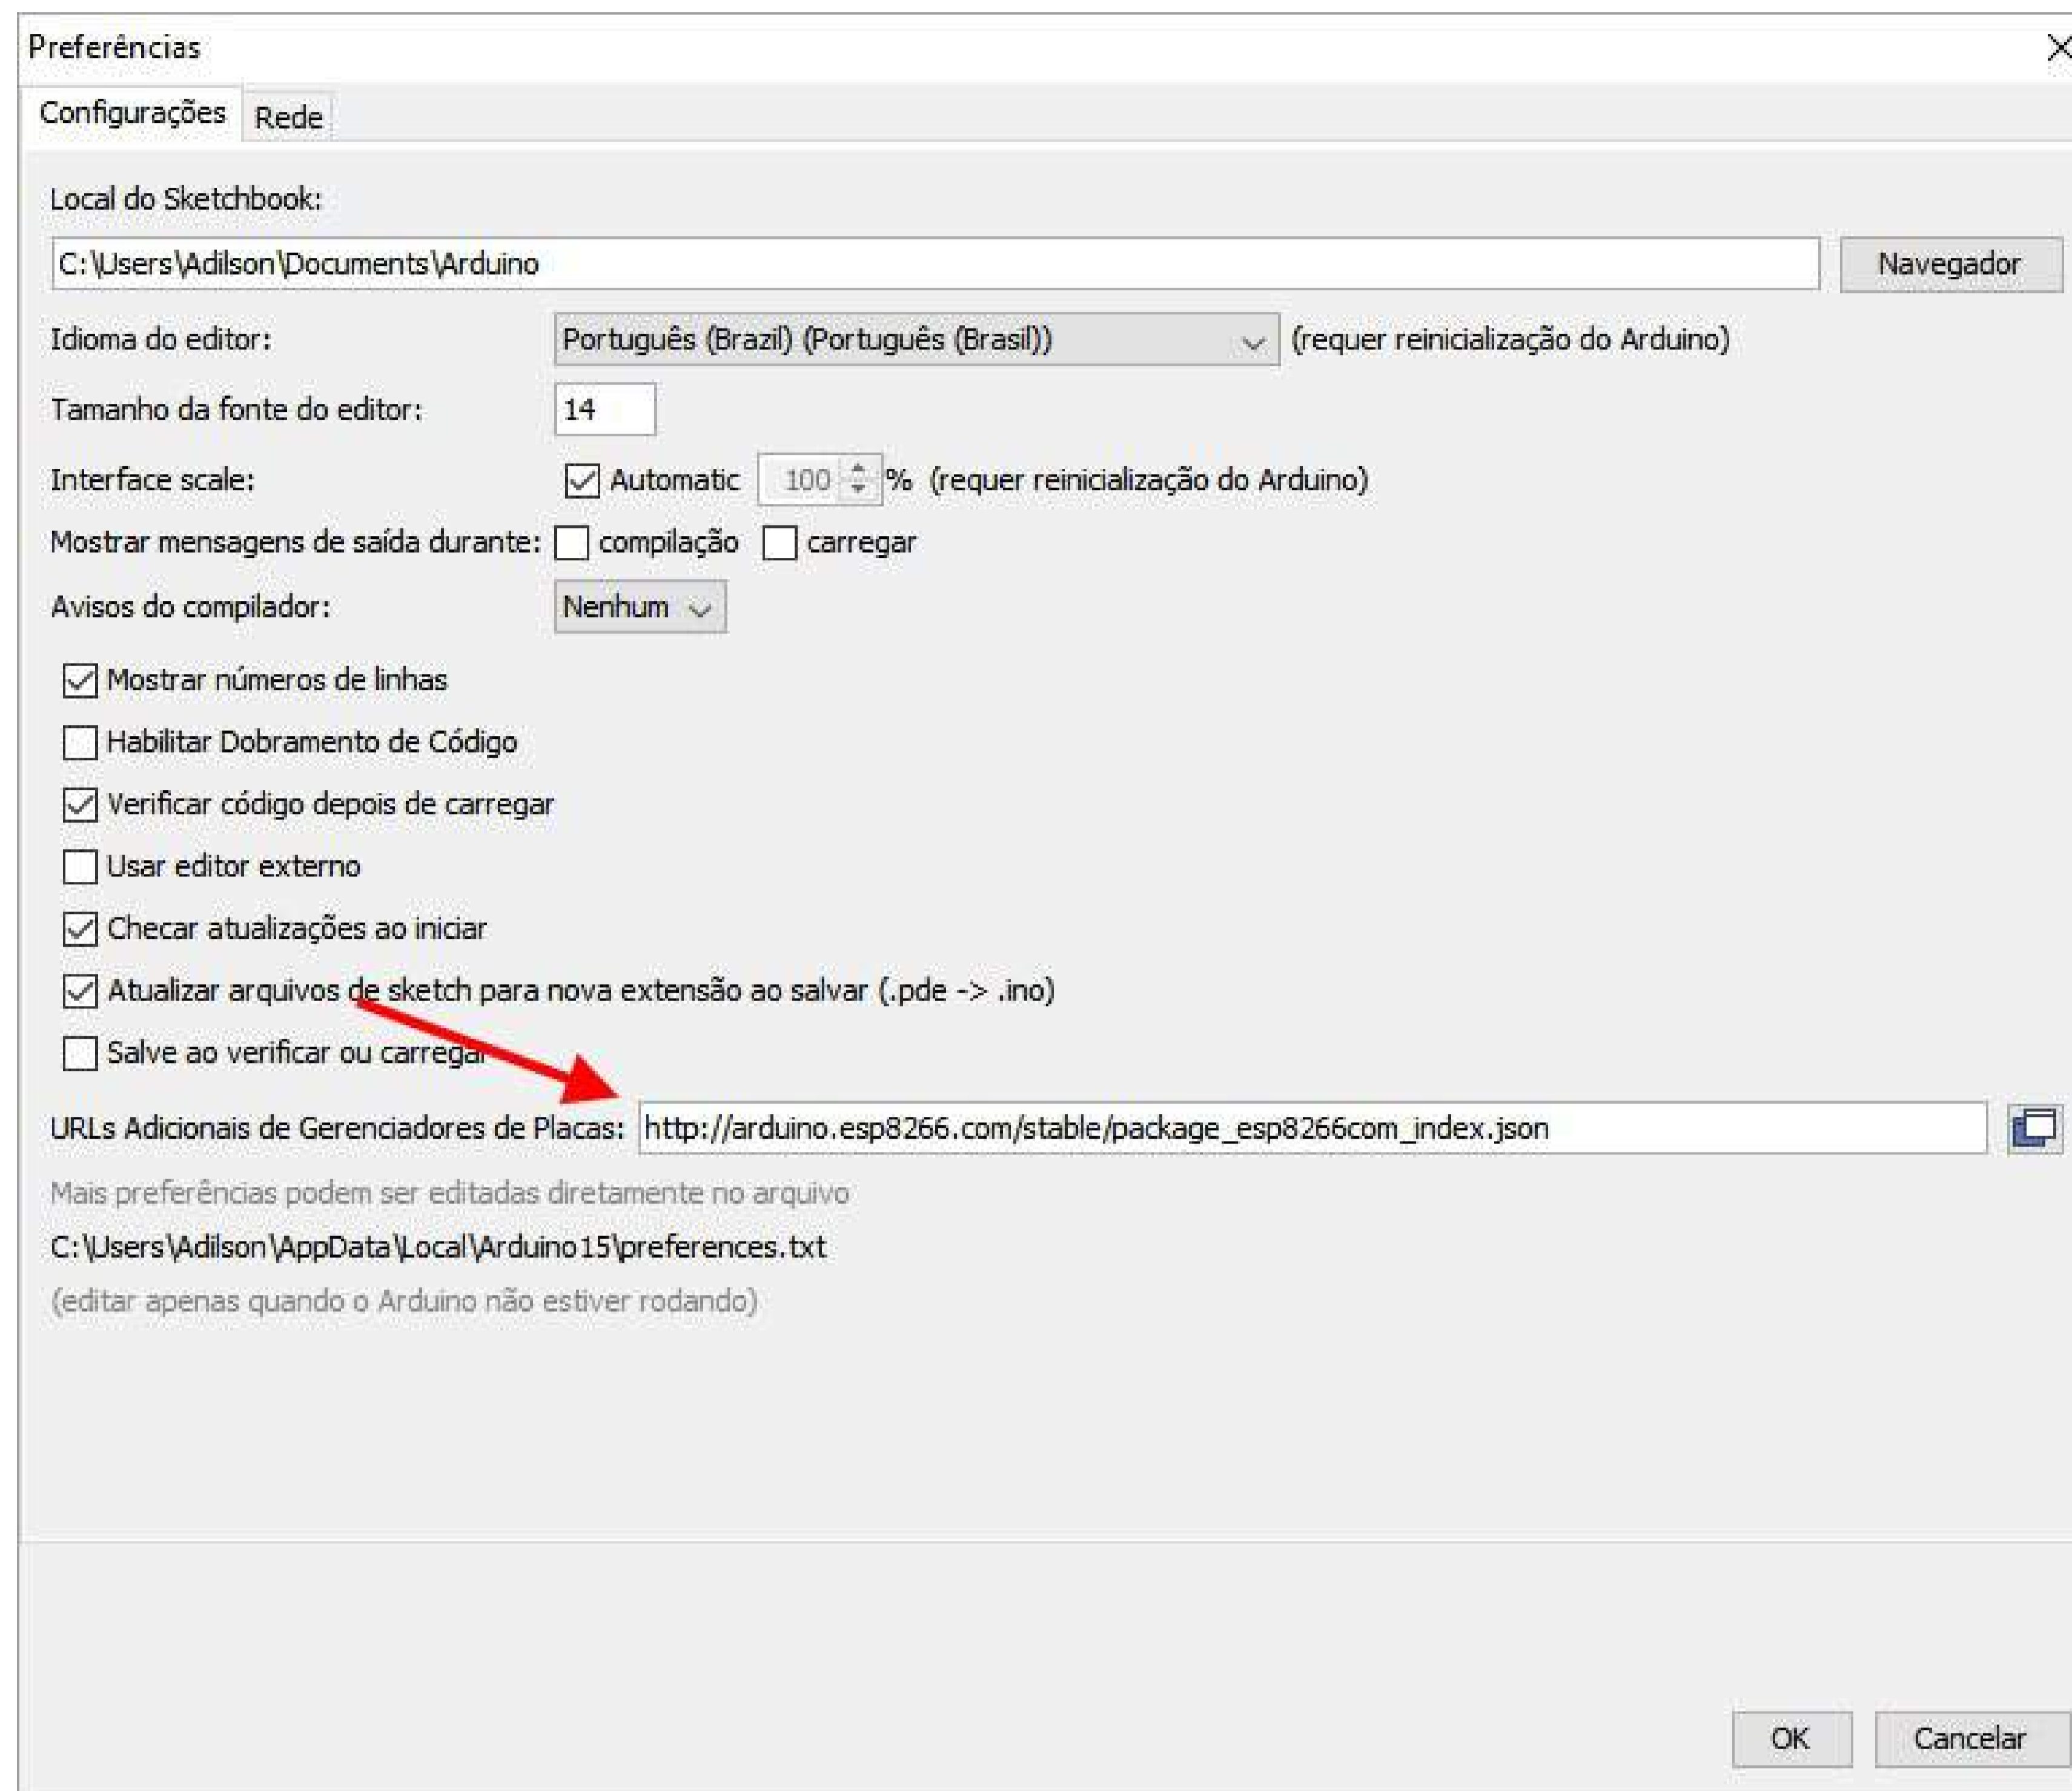 Preferências
Configurações Rede
Local do Sketchbook:
C:\Users\Adilson\Documents\Arduino Navegador
Idioma do editor: Português (Brazil) (Português (Brasil)) (requer reinicialização do Arduino)
Tamanho da fonte do editor: 14
Interface scale: Automatic 100 % (requer reinicialização do Arduino)
Mostrar mensagens de saída durante: compilação carregar
Avisos do compilador: Nenhum
Mostrar números de linhas
Habilitar Dobramento de Código
Verificar código depois de carregar
Usar editor externo
Checar atualizações ao iniciar
Atualizar arquivos de sketch para nova extensão ao salvar (.pde -> .ino)
Salve ao verificar ou carregar
URLs Adicionais de Gerenciadores de Placas: http://arduino.esp8266.com/stable/package_esp8266com_index.json
Mais preferências podem ser editadas diretamente no arquivo
C:\Users\Adilson\AppData\Local\Arduino15\preferences.txt
(editar apenas quando o Arduino não estiver rodando)
OK Cancelar